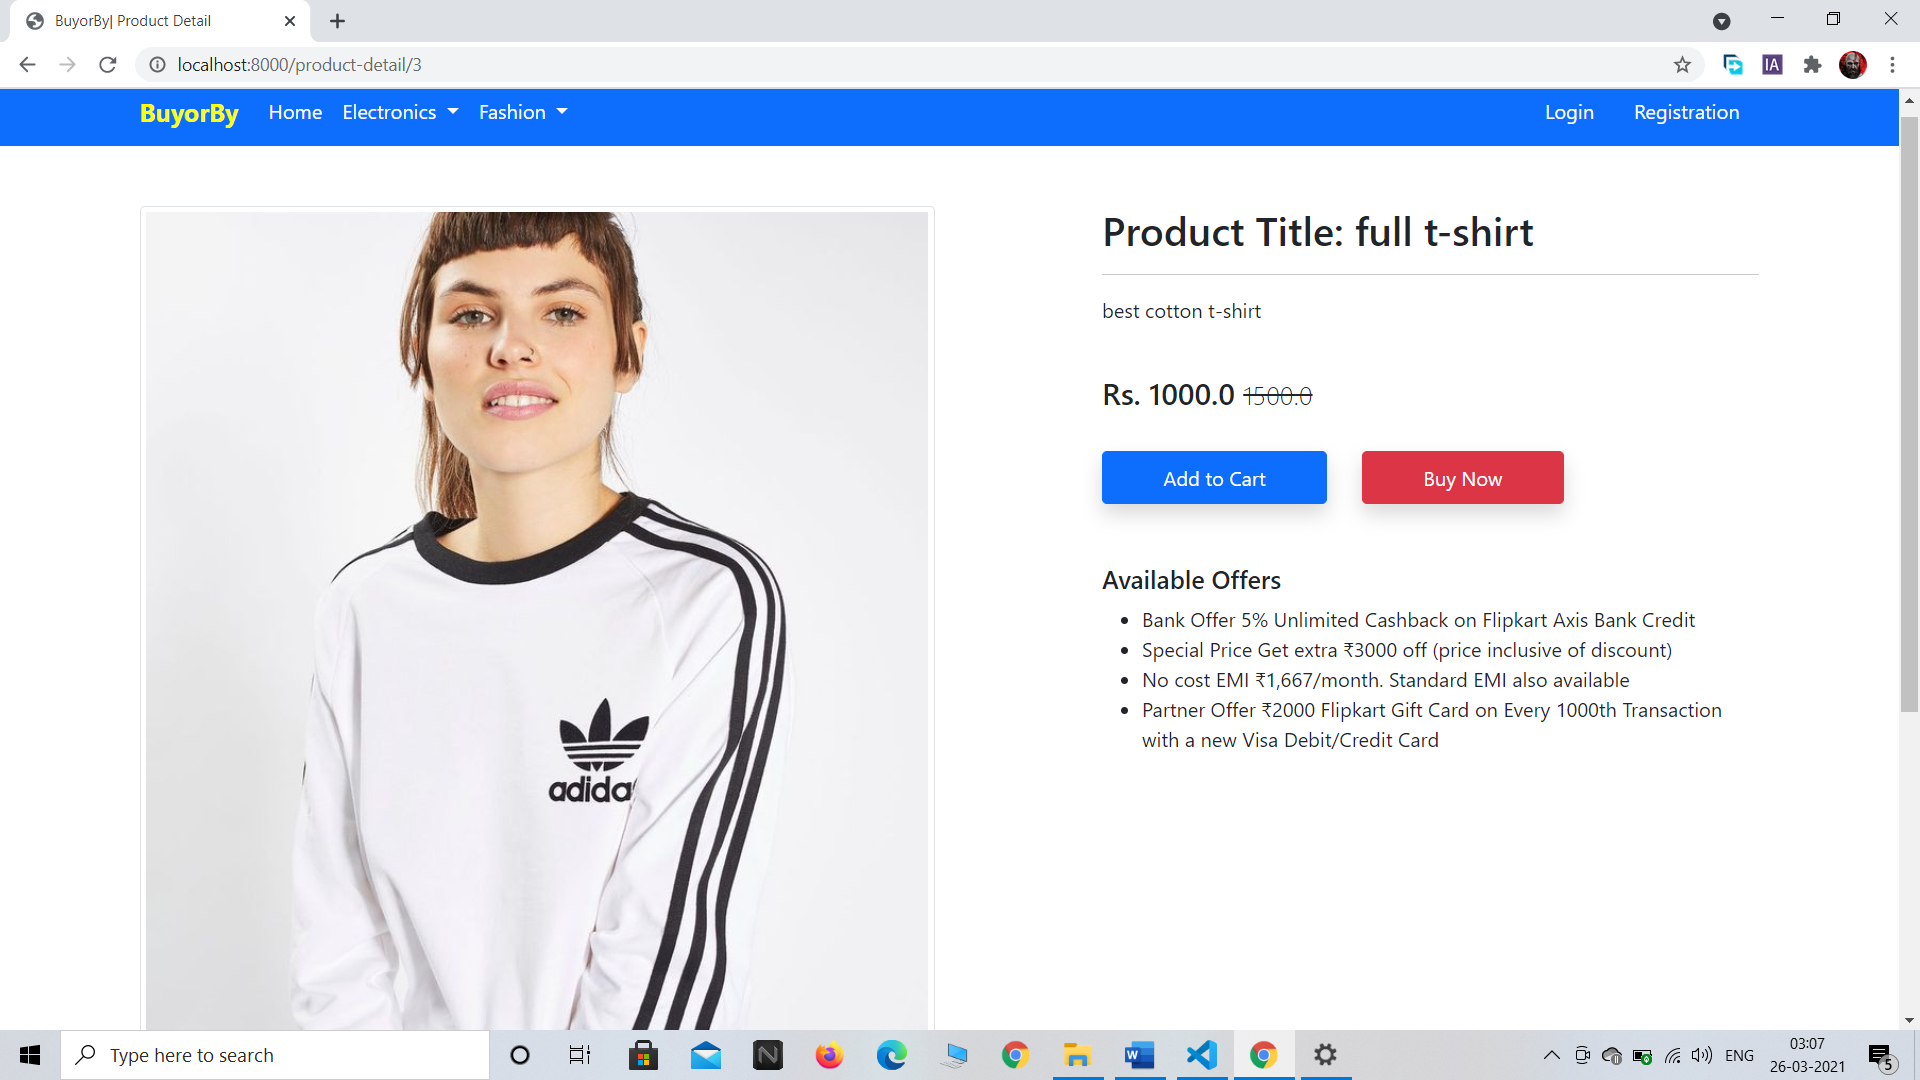 BuyorBy| Product Detail
localhost:8000/product-detail/3
IA
BuyorBy Home Electronics Fashion Login Registration
Product Title: full t-shirt
best cotton t-shirt
Rs. 1000.0 1500.0
Add to Cart Buy Now
Available Offers
Bank Offer 5% Unlimited Cashback on Flipkart Axis Bank Credit
Special Price Get extra ₹3000 off (price inclusive of discount)
No cost EMI ₹1,667/month. Standard EMI also available
Partner Offer ₹2000 Flipkart Gift Card on Every 1000th Transaction
with a new Visa Debit/Credit Card
adidas
Type here to search
N
W
ENG
03:07
26-03-2021
5